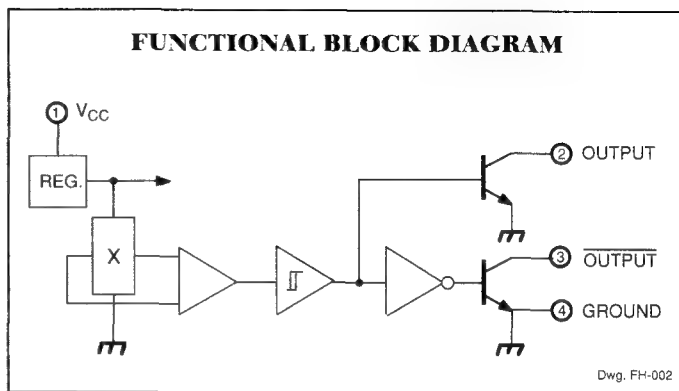 FUNCTIONAL BLOCK DIAGRAM
1 VCC
REG.
X
2 OUTPUT
3 OUTPUT
4 GROUND
Dwg. FH-002